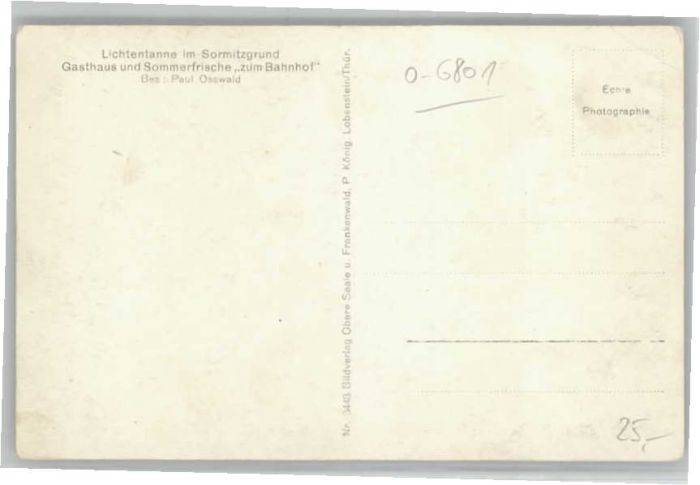 Lichtentanne im Sormitzgrund
Gasthaus und Sommerfrische „zum Bahnhof“
Bes.: Paul Osswald
Nr. 3443 Bildverlag Obere Saale u. Frankenwald, P. König, Lobenstein/Thür.
O-6801
Echte
Photographie
25,-